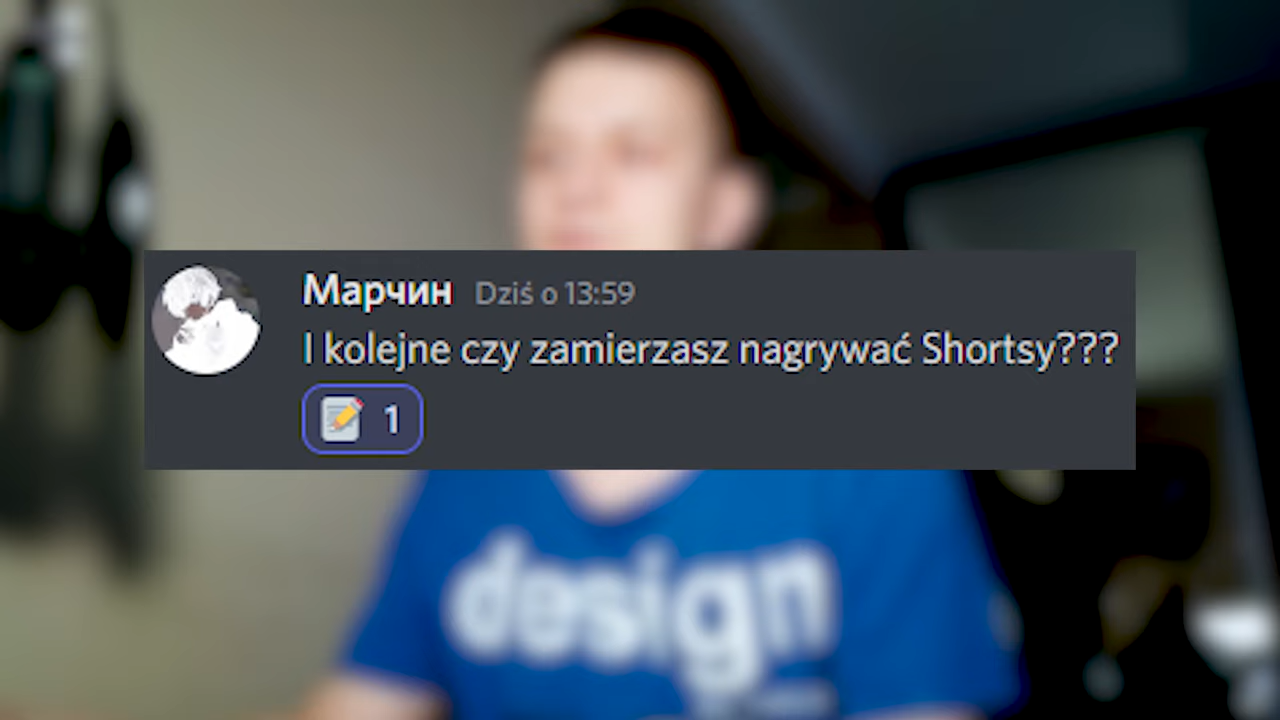 Марчин Dziś o 13:59
I kolejne czy zamierzasz nagrywać Shortsy???
1
design